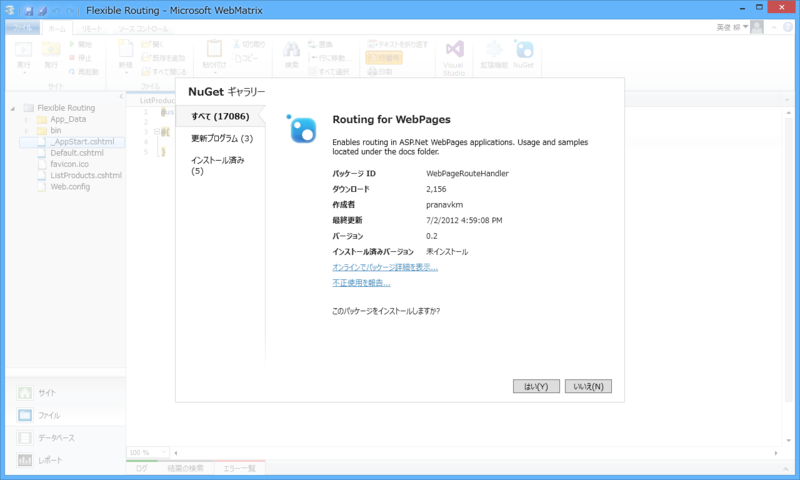 Flexible Routing - Microsoft WebMatrix
ファイル ホーム リモート ソース コントロール
英俊 柳
実行 発行 開始 停止 再起動
新規 開く 既存を追加 すべて閉じる
貼り付け 切り取り コピー
検索 置換 行に移動... すべて選択
テキストを折り返す 行番号 印刷
Visual Studio
拡張機能 NuGet
サイト ファイル
Flexible Routing
App_Data
bin
_AppStart.cshtml
Default.cshtml
favicon.ico
ListProducts.cshtml
Web.config
ListProduc
1
2
3
4
5 }
NuGet ギャラリー
すべて (17086)
更新プログラム (3)
インストール済み
(5)
Routing for WebPages
Enables routing in ASP.Net WebPages applications. Usage and samples
located under the docs folder.
パッケージ ID WebPageRouteHandler
ダウンロード 2,156
作成者 pranavkm
最終更新 7/2/2012 4:59:08 PM
バージョン 0.2
インストール済みバージョン 未インストール
オンラインでパッケージ詳細を表示...
不正使用を報告...
このパッケージをインストールしますか?
はい(Y) いいえ(N)
サイト
ファイル
データベース
レポート
100 %
ログ 結果の検索 エラー一覧